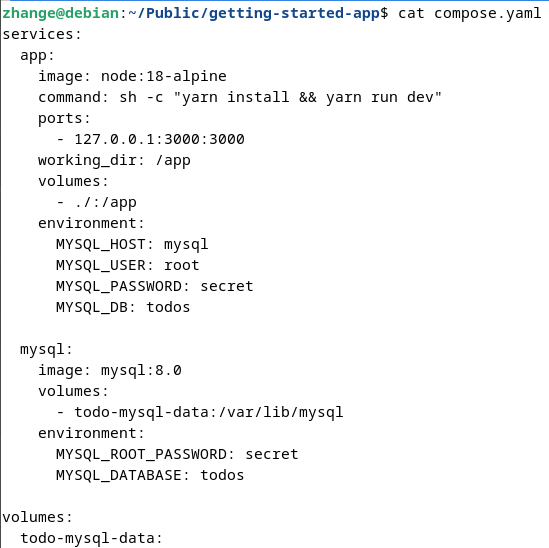 zhange@debian:~/Public/getting-started-app$ cat compose.yaml
services:
  app:
    image: node:18-alpine
    command: sh -c "yarn install && yarn run dev"
    ports:
      - 127.0.0.1:3000:3000
    working_dir: /app
    volumes:
      - ./:/app
    environment:
      MYSQL_HOST: mysql
      MYSQL_USER: root
      MYSQL_PASSWORD: secret
      MYSQL_DB: todos

  mysql:
    image: mysql:8.0
    volumes:
      - todo-mysql-data:/var/lib/mysql
    environment:
      MYSQL_ROOT_PASSWORD: secret
      MYSQL_DATABASE: todos

volumes:
  todo-mysql-data: